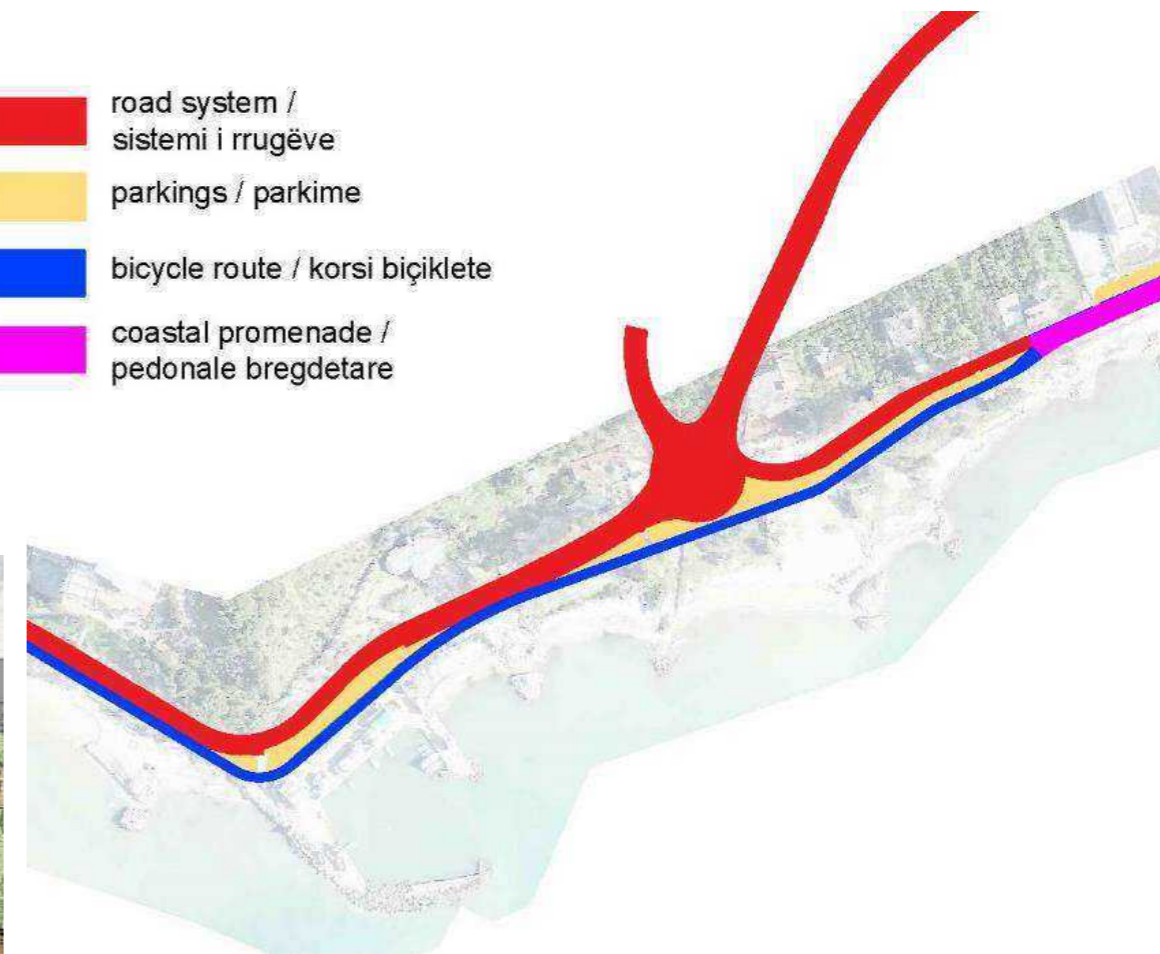 road system /
sistemi i rrugëve
parkings / parkime
bicycle route / korsi biçiklete
coastal promenade /
pedonale bregdetare